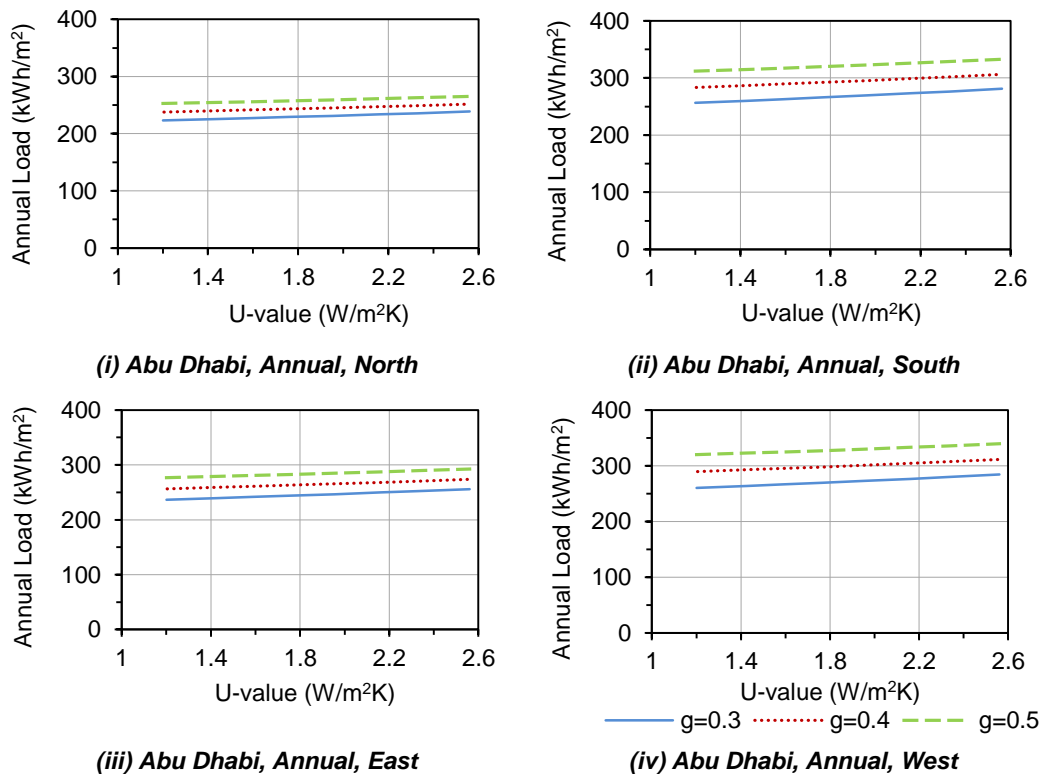 Annual Load (kWh/m²)
400
300
200
100
0
1 1.4 1.8 2.2 2.6
U-value (W/m²K)
(i) Abu Dhabi, Annual, North
Annual Load (kWh/m²)
400
300
200
100
0
1 1.4 1.8 2.2 2.6
U-value (W/m²K)
(ii) Abu Dhabi, Annual, South
Annual Load (kWh/m²)
400
300
200
100
0
1 1.4 1.8 2.2 2.6
U-value (W/m²K)
(iii) Abu Dhabi, Annual, East
Annual Load (kWh/m²)
400
300
200
100
0
1 1.4 1.8 2.2 2.6
U-value (W/m²K)
g=0.3 g=0.4 g=0.5
(iv) Abu Dhabi, Annual, West